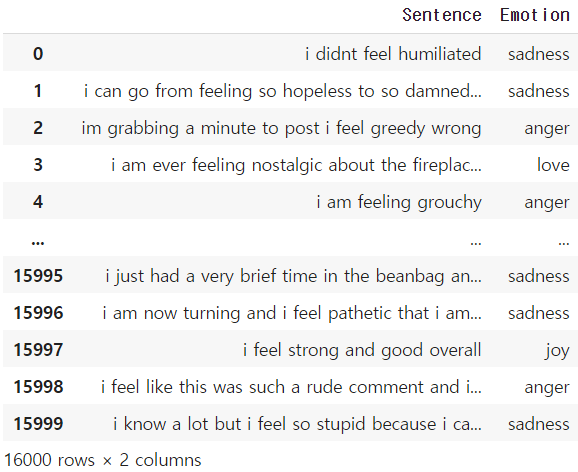 Sentence Emotion
0 i didnt feel humiliated sadness
1 i can go from feeling so hopeless to so damned... sadness
2 im grabbing a minute to post i feel greedy wrong anger
3 i am ever feeling nostalgic about the fireplac... love
4 i am feeling grouchy anger
... ... ...
15995 i just had a very brief time in the beanbag an... sadness
15996 i am now turning and i feel pathetic that i am... sadness
15997 i feel strong and good overall joy
15998 i feel like this was such a rude comment and i... anger
15999 i know a lot but i feel so stupid because i ca... sadness
16000 rows × 2 columns